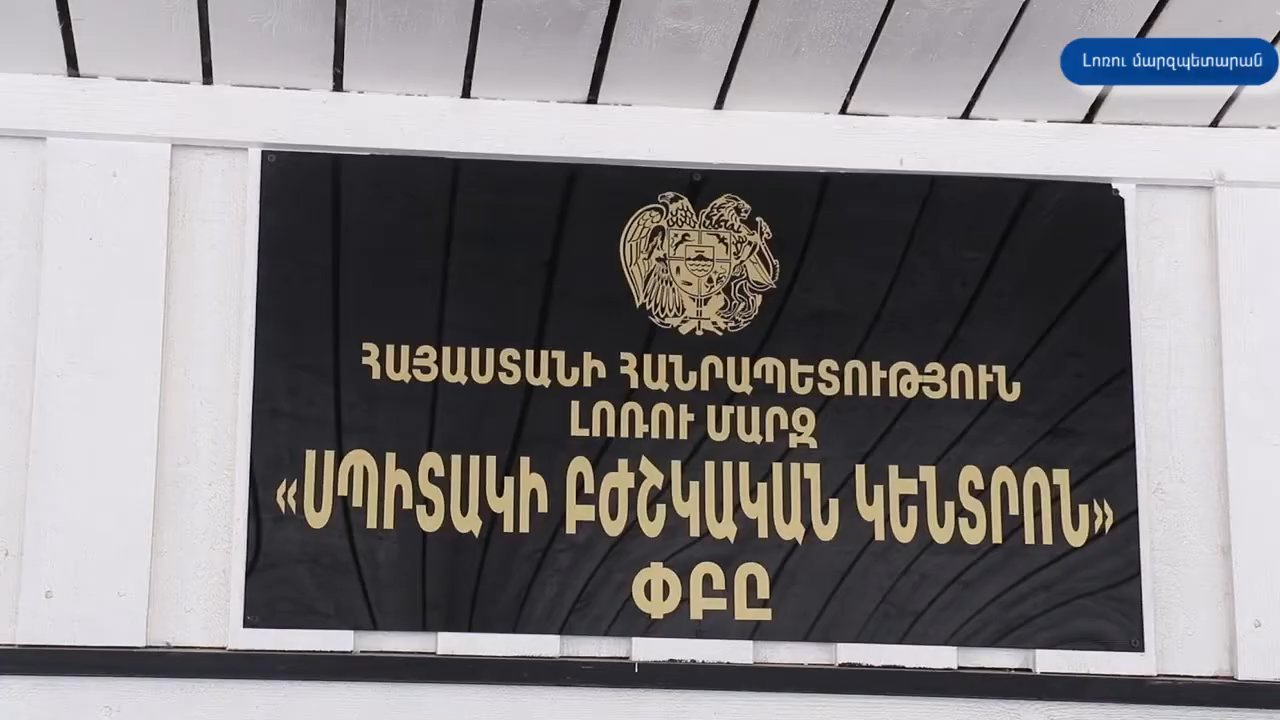 Լոռու մարզպետարան
ՀԱՅԱՍՏԱՆԻ ՀԱՆՐԱՊԵՏՈՒԹՅՈՒՆ
ԼՈՌՈՒ ՄԱՐԶ
«ՍՊԻՏԱԿԻ ԲԺՇԿԱԿԱՆ ԿԵՆՏՐՈՆ»
ՓԲԸ